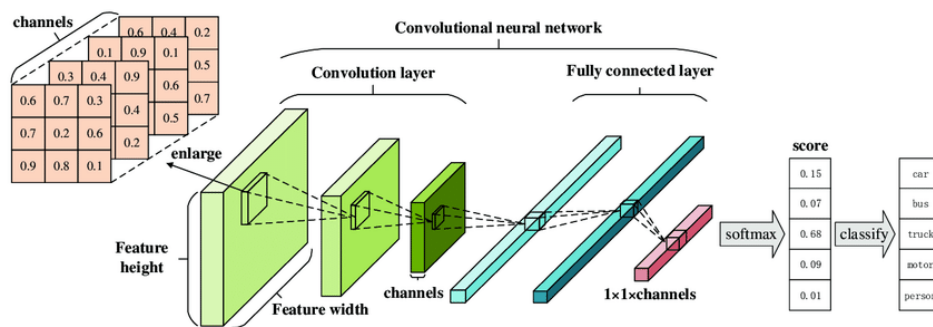 channels
0.6 0.4 0.2
0.1 0.9 0.1
0.5
0.3 0.4 0.9
0.6
0.7
0.6 0.7 0.3
0.4
0.5
0.7 0.2 0.6
0.2
0.9 0.8 0.1
enlarge
Convolutional neural network
Convolution layer
Fully connected layer
Feature
height
Feature width
channels
1×1×channels
softmax
score
0.15
0.07
0.68
0.09
0.01
classify
car
bus
truck
motor
person